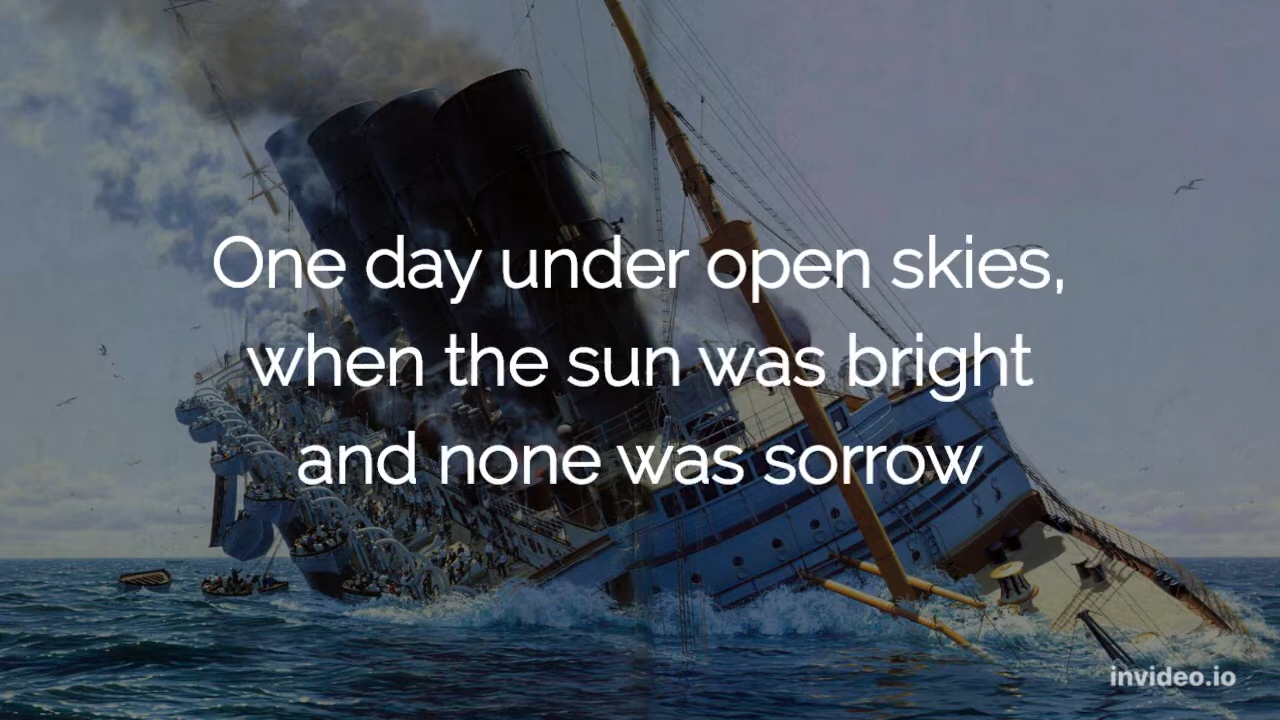 One day under open skies,
when the sun was bright
and none was sorrow
invideo.io